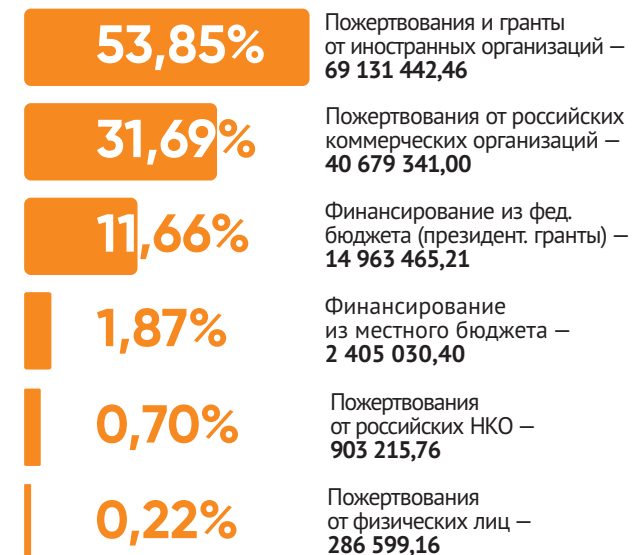 53,85%
Пожертвования и гранты
от иностранных организаций —
69 131 442,46
31,69%
Пожертвования от российских
коммерческих организаций —
40 679 341,00
11,66%
Финансирование из фед.
бюджета (президент. гранты) —
14 963 465,21
1,87%
Финансирование
из местного бюджета —
2 405 030,40
0,70%
Пожертвования
от российских НКО —
903 215,76
0,22%
Пожертвования
от физических лиц —
286 599,16